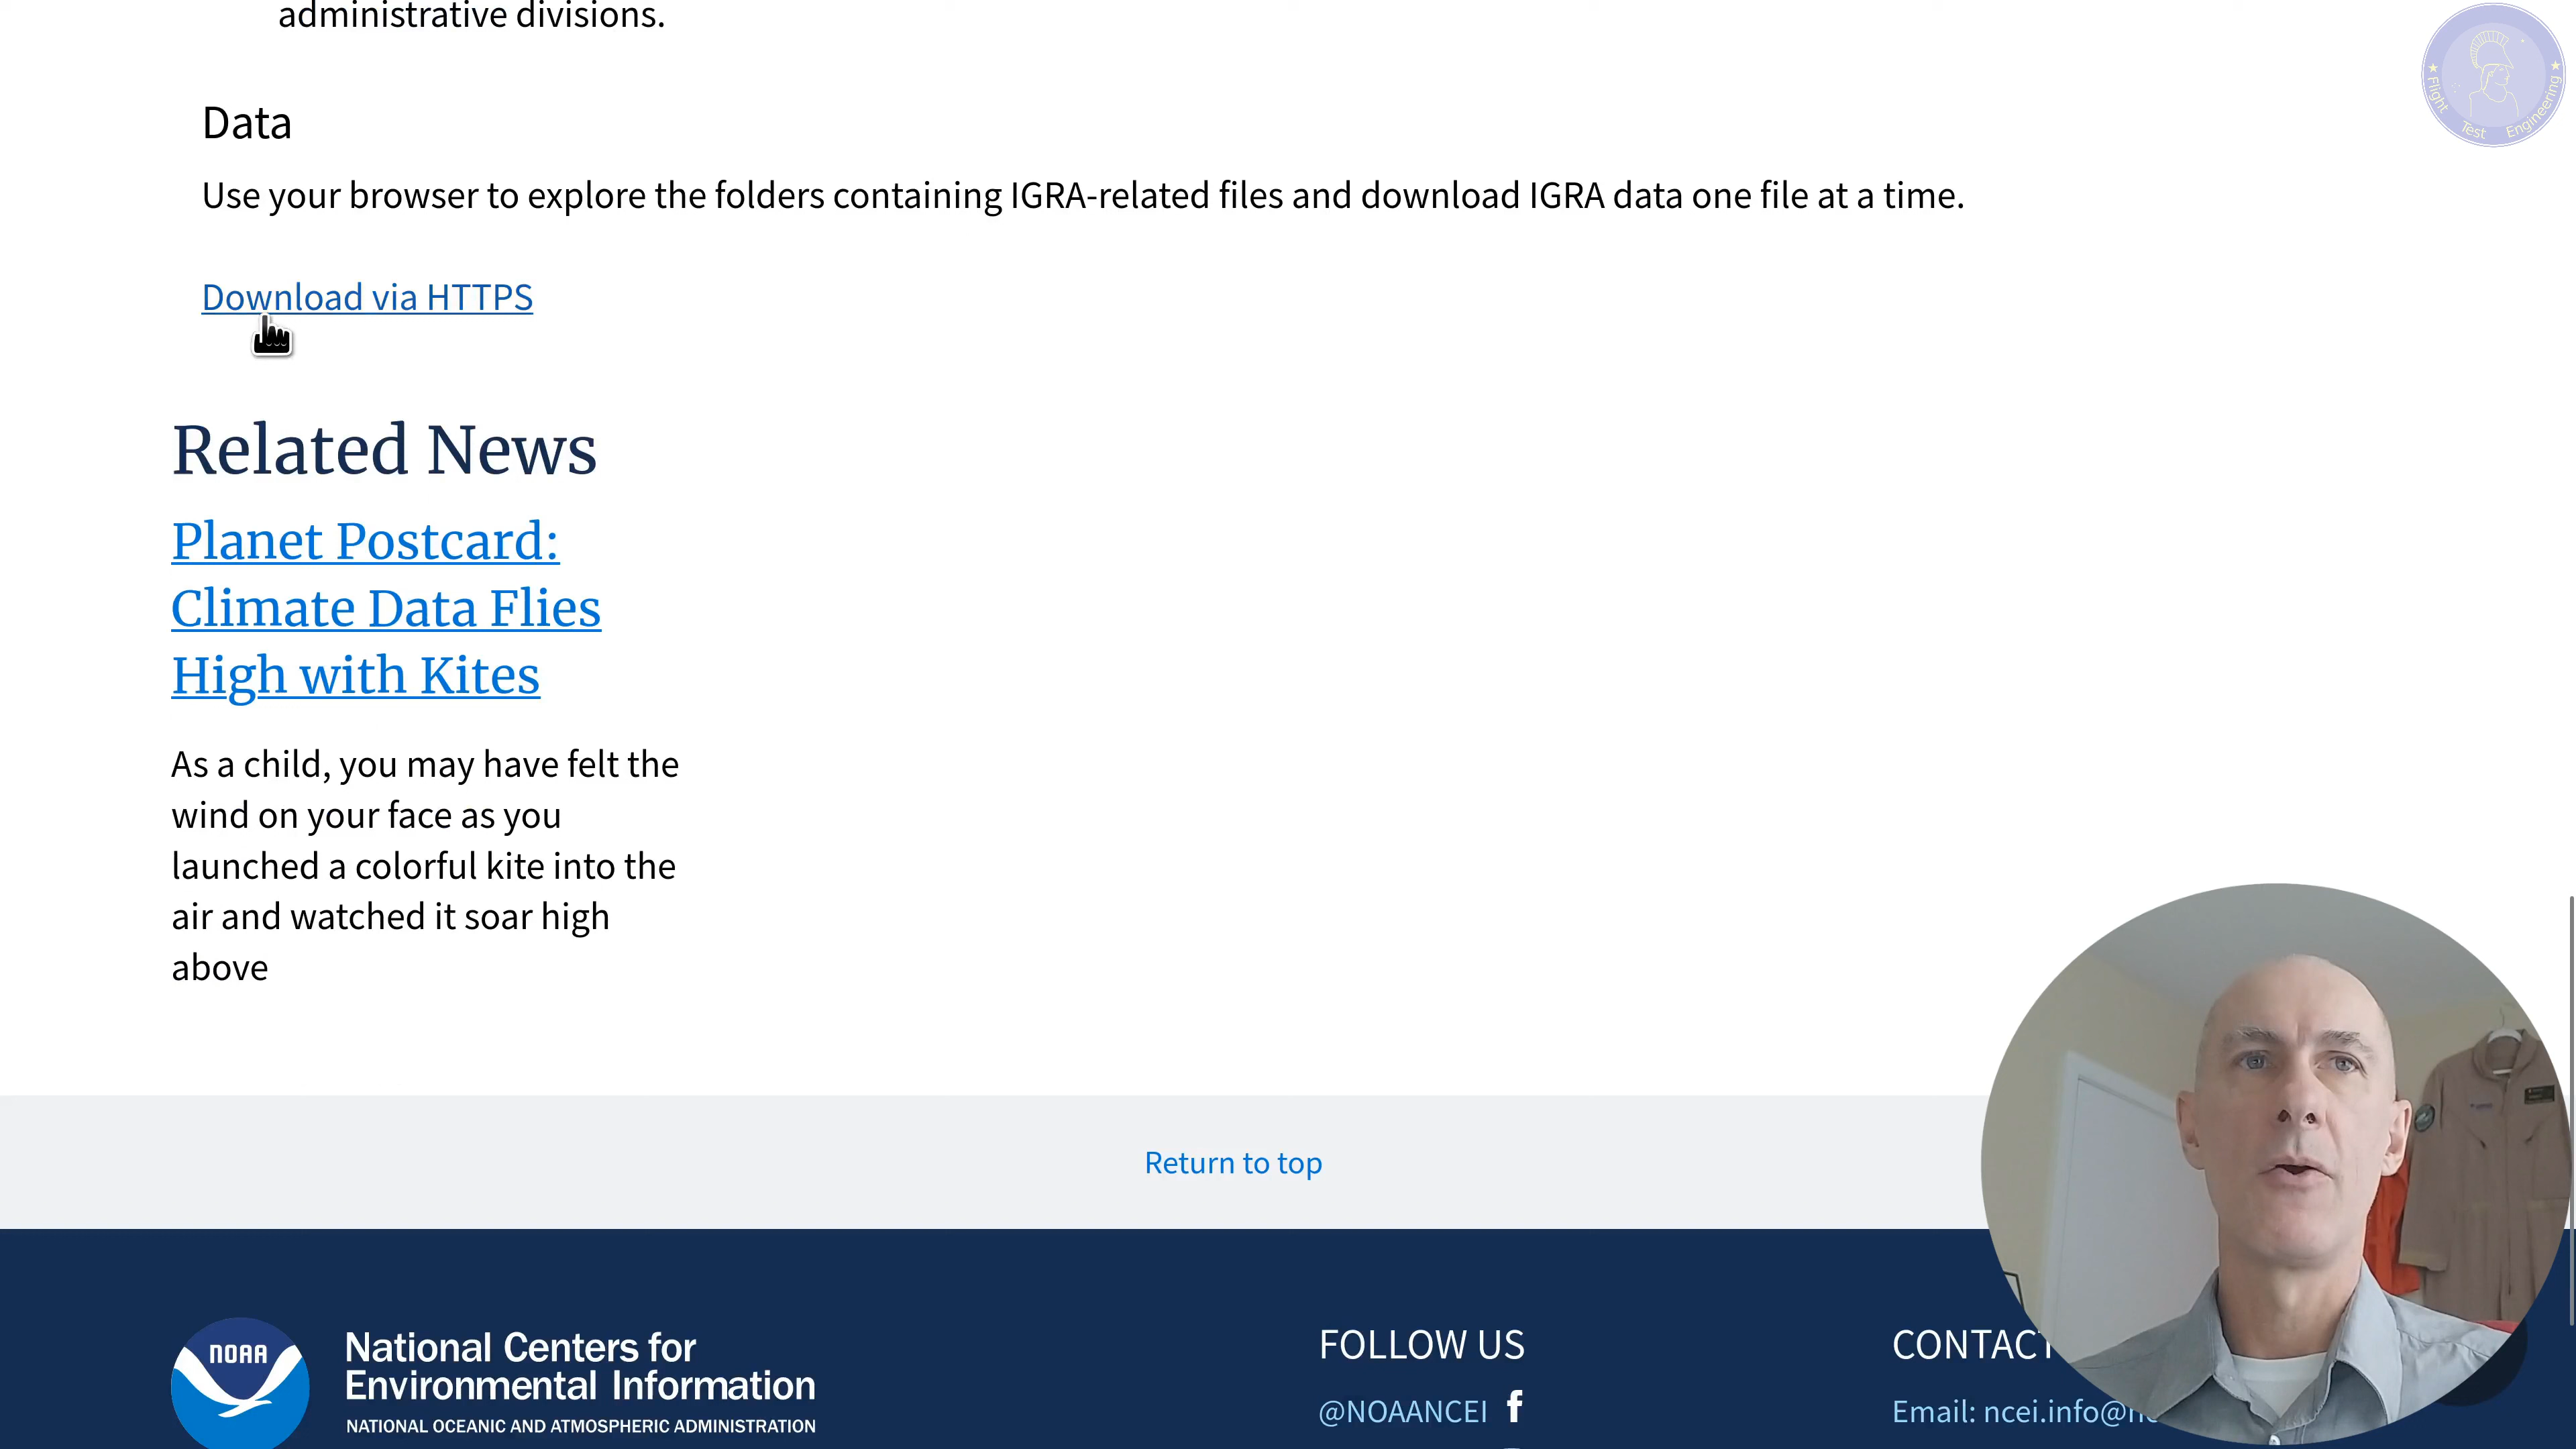 administrative divisions.
Flight Test Engineering
Data
Use your browser to explore the folders containing IGRA-related files and download IGRA data one file at a time.
Download via HTTPS
Related News
Planet Postcard:
Climate Data Flies
High with Kites
As a child, you may have felt the
wind on your face as you
launched a colorful kite into the
air and watched it soar high
above
Return to top
NOAA
National Centers for
Environmental Information
NATIONAL OCEANIC AND ATMOSPHERIC ADMINISTRATION
FOLLOW US
@NOAANCEI
CONTACT
Email: ncei.info@n